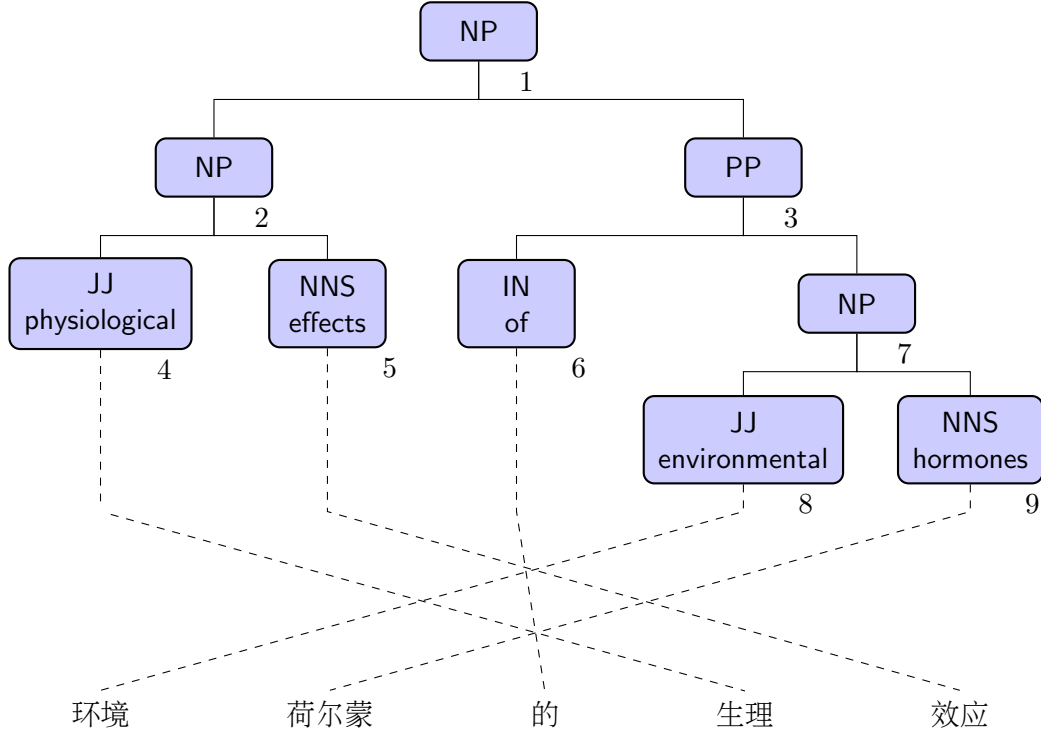 NP
1
NP
PP
2
3
JJ
physiological
NNS
effects
IN
of
NP
4
5
6
7
JJ
environmental
NNS
hormones
8
9
环境 荷尔蒙 的 生理 效应